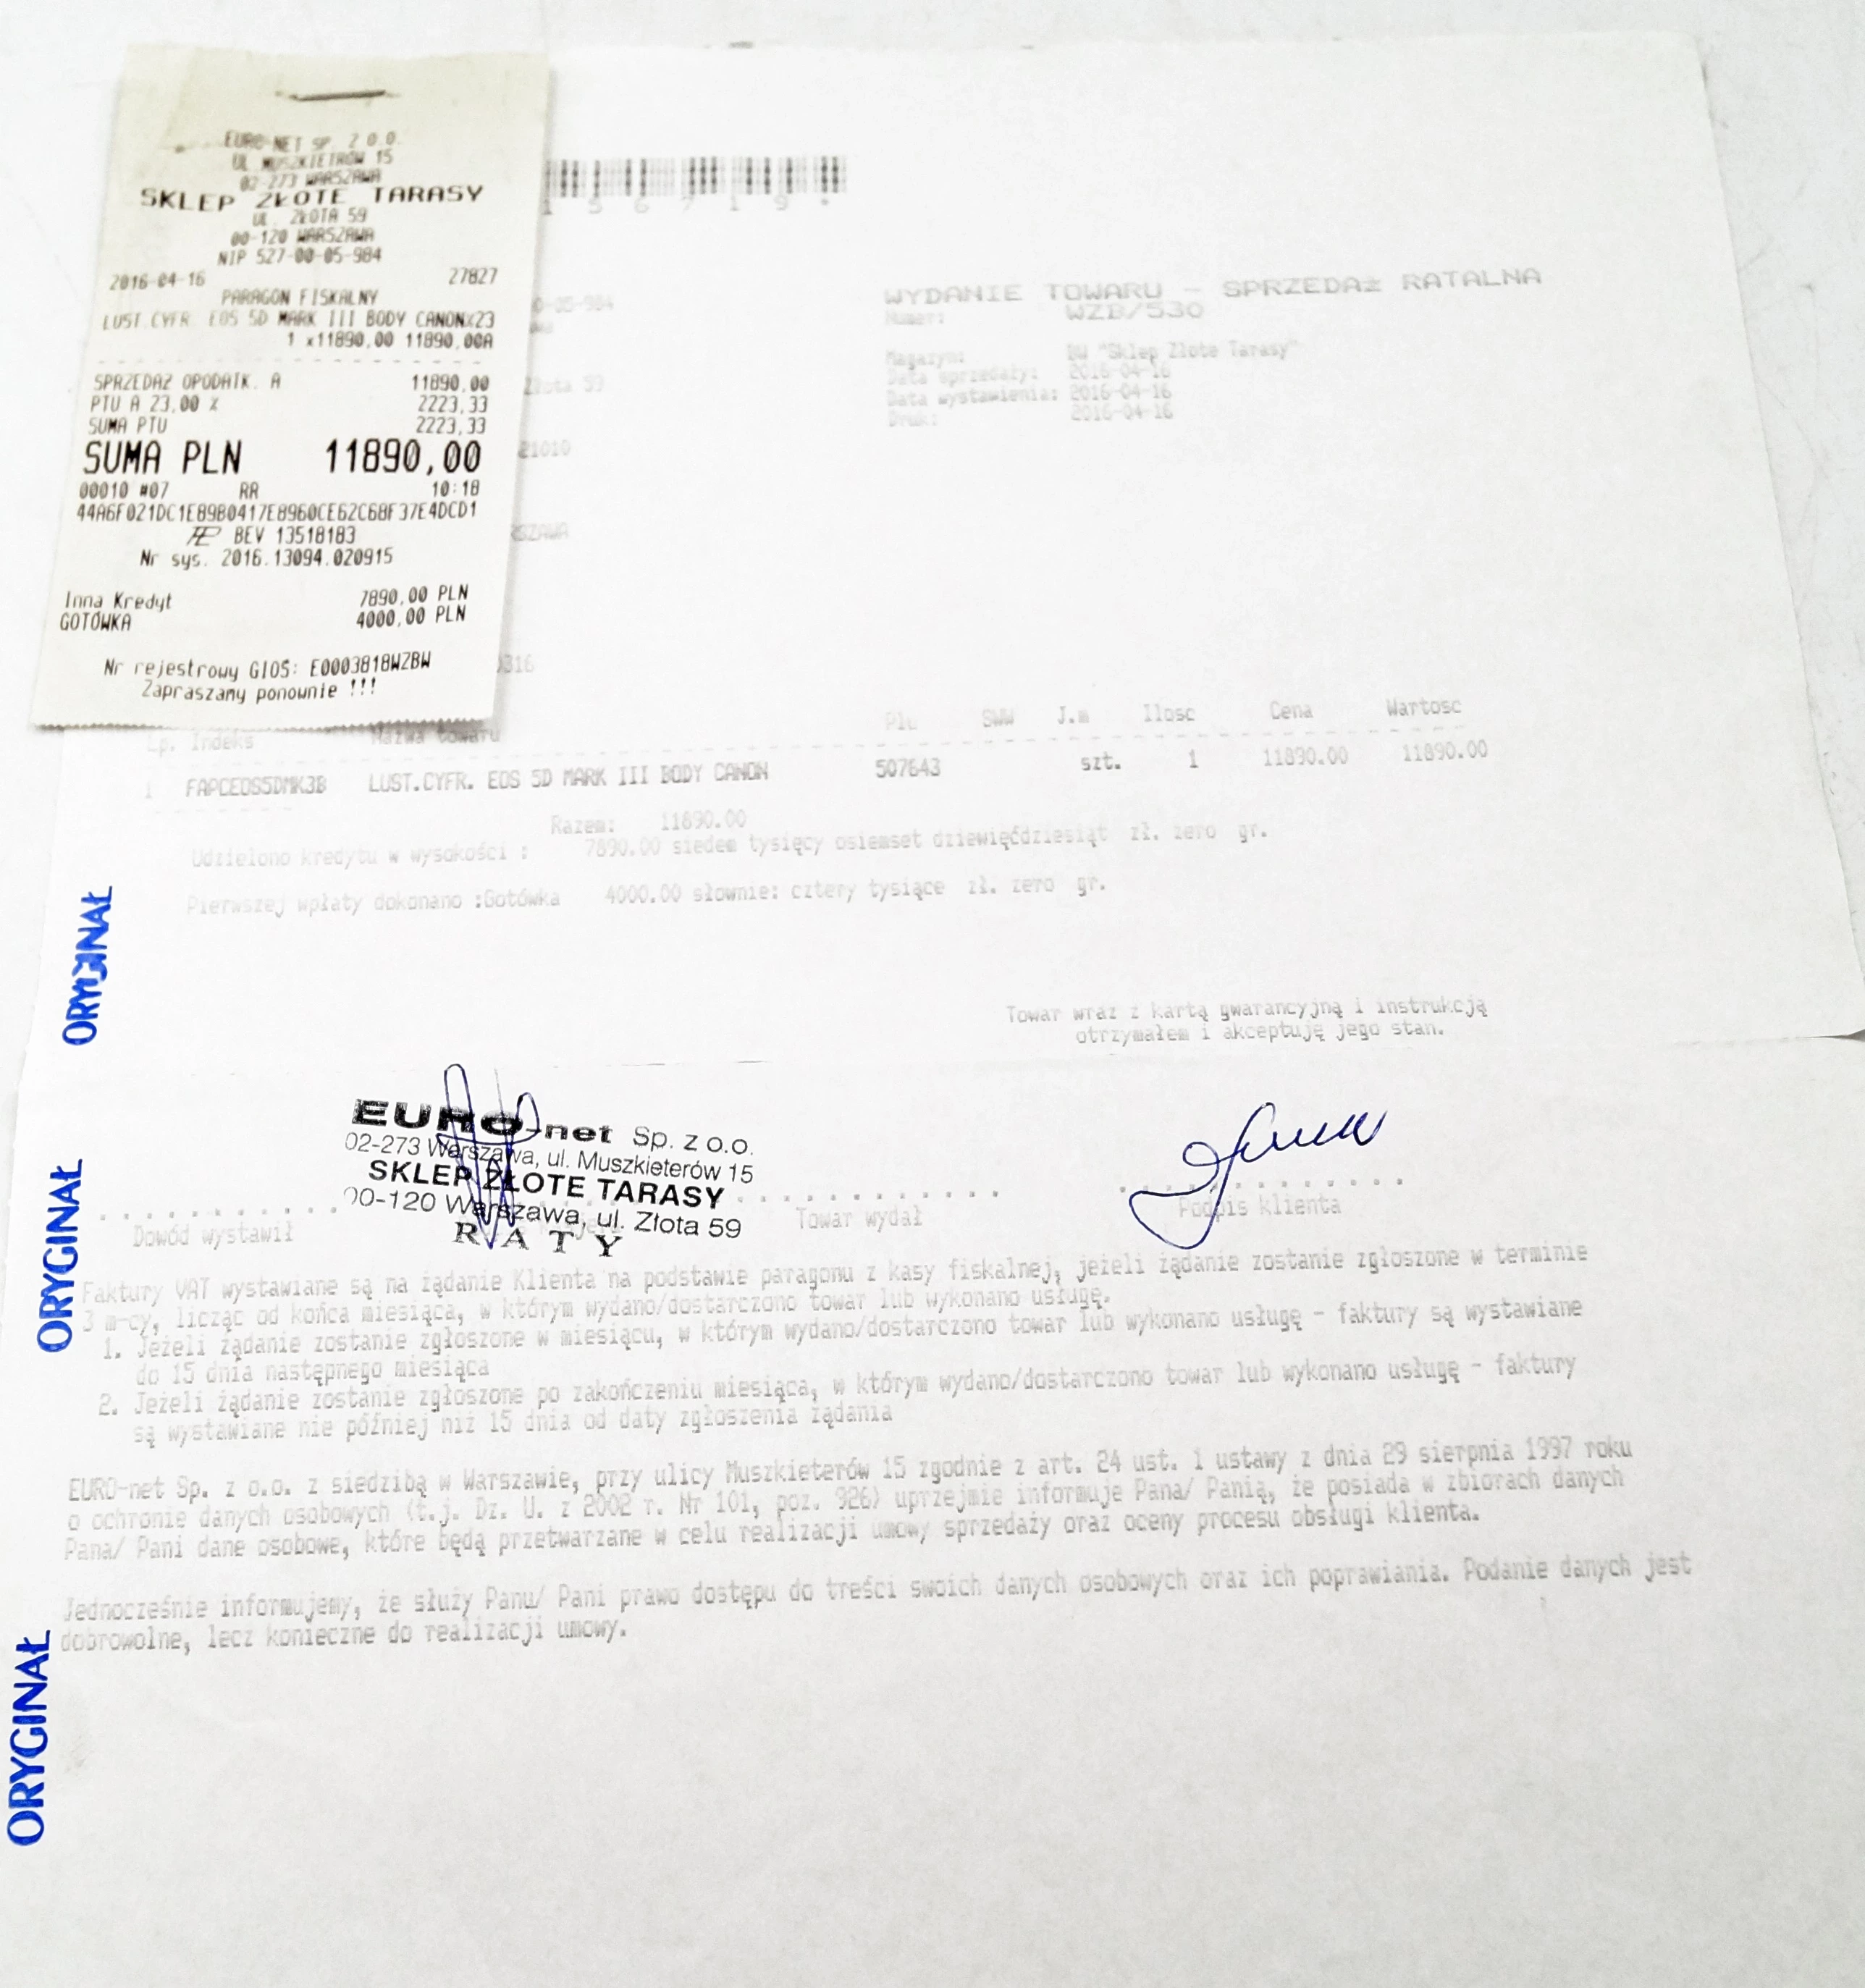 EURO-NET SP. Z O.O.
UL. MUSZKIETRÓW 15
02-273 WARSZAWA
SKLEP ZŁOTE TARASY
UL. ZŁOTA 59
00-120 WARSZAWA
NIP 527-00-05-984
2016-04-16 27827
PARAGON FISKALNY
LUST.CYFR. EOS 5D MARK III BODY CANONx23
1 x11890,00 11890,00A
SPRZEDAŻ OPODATK. A 11890,00
PTU A 23,00 % 2223,33
SUMA PTU 2223,33
SUMA PLN 11890,00
00010 #07 RR 10:18
44A6F021DC1E89B0417E8960CE62C68F37E4DCD1
BEV 13518183
Nr sys. 2016.13094.020915
Inna Kredyt 7890,00 PLN
GOTÓWKA 4000,00 PLN
Nr rejestrowy GIOŚ: E0003818WZBW
Zapraszamy ponownie !!!
0-05-984
Złota 59
21010
RSZAWA
0316
WYDANIE TOWARU - SPRZEDAŻ RATALNA
Numer: WZB/530
Magazyn: DW "Sklep Złote Tarasy"
Data sprzedaży: 2016-04-16
Data wystawienia: 2016-04-16
Druk: 2016-04-16
Lp. Indeks Nazwa towaru Plu SWW J.m Ilosc Cena Wartosc
1 FAPCEOS5DMK3B LUST.CYFR. EOS 5D MARK III BODY CANON 507643 szt. 1 11890.00 11890.00
Razem: 11890.00
Udzielono kredytu w wysokości : 7890.00 siedem tysięcy osiemset dziewięćdziesiąt zł. zero gr.
Pierwszej wpłaty dokonano :Gotówka 4000.00 słownie: cztery tysiące zł. zero gr.
ORYGINAŁ
Towar wraz z kartą gwarancyjną i instrukcją
otrzymałem i akceptuję jego stan.
EURO-net Sp. z o.o.
02-273 Warszawa, ul. Muszkieterów 15
SKLEP ZŁOTE TARASY
00-120 Warszawa, ul. Złota 59
RATY
Dowód wystawił Towar wydał Podpis klienta
ORYGINAŁ
Faktury VAT wystawiane są na żądanie Klienta na podstawie paragonu z kasy fiskalnej, jeżeli żądanie zostanie zgłoszone w terminie
3 m-cy, licząc od końca miesiąca, w którym wydano/dostarczono towar lub wykonano usługę.
1. Jeżeli żądanie zostanie zgłoszone w miesiącu, w którym wydano/dostarczono towar lub wykonano usługę - faktury są wystawiane
do 15 dnia następnego miesiąca
2. Jeżeli żądanie zostanie zgłoszone po zakończeniu miesiąca, w którym wydano/dostarczono towar lub wykonano usługę - faktury
są wystawiane nie później niż 15 dnia od daty zgłoszenia żądania
EURO-net Sp. z o.o. z siedzibą w Warszawie, przy ulicy Muszkieterów 15 zgodnie z art. 24 ust. 1 ustawy z dnia 29 sierpnia 1997 roku
o ochronie danych osobowych (t.j. Dz. U. z 2002 r. Nr 101, poz. 926) uprzejmie informuje Pana/ Panią, że posiada w zbiorach danych
Pana/ Pani dane osobowe, które będą przetwarzane w celu realizacji umowy sprzedaży oraz oceny procesu obsługi klienta.
Jednocześnie informujemy, że służy Panu/ Pani prawo dostępu do treści swoich danych osobowych oraz ich poprawiania. Podanie danych jest
dobrowolne, lecz konieczne do realizacji umowy.
ORYGINAŁ